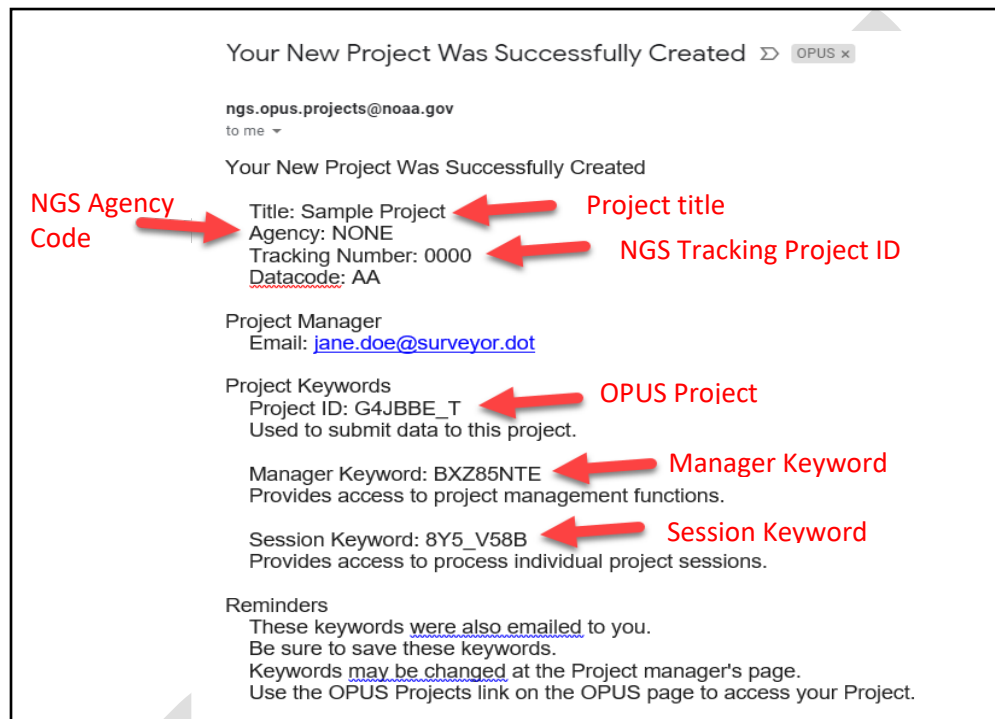 Your New Project Was Successfully Created OPUS x
ngs.opus.projects@noaa.gov
to me
Your New Project Was Successfully Created
NGS Agency
Code
Title: Sample Project
Project title
Agency: NONE
Tracking Number: 0000
NGS Tracking Project ID
Datacode: AA
Project Manager
Email: jane.doe@surveyor.dot
Project Keywords
Project ID: G4JBBE_T
OPUS Project
Used to submit data to this project.
Manager Keyword: BXZ85NTE
Manager Keyword
Provides access to project management functions.
Session Keyword: 8Y5_V58B
Session Keyword
Provides access to process individual project sessions.
Reminders
These keywords were also emailed to you.
Be sure to save these keywords.
Keywords may be changed at the Project manager's page.
Use the OPUS Projects link on the OPUS page to access your Project.